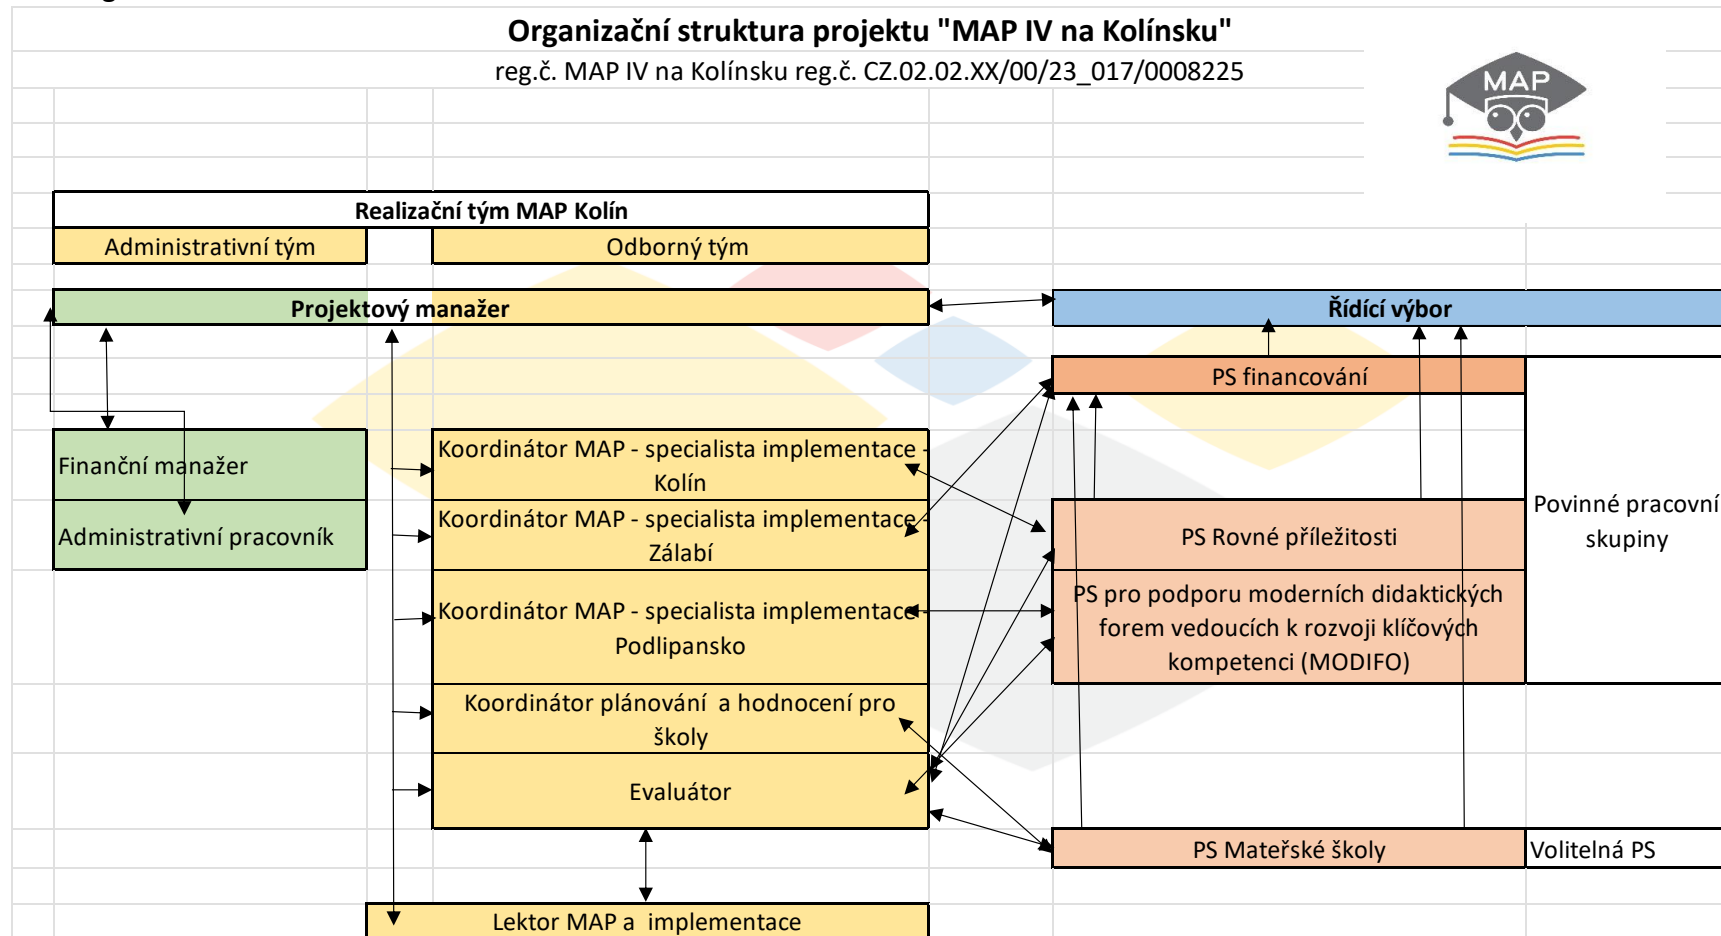 Organizační struktura projektu "MAP IV na Kolínsku"
reg.č. MAP IV na Kolínsku reg.č. CZ.02.02.XX/00/23_017/0008225
MAP
Realizační tým MAP Kolín
Administrativní tým
Odborný tým
Projektový manažer
Řídící výbor
PS financování
Finanční manažer
Administrativní pracovník
Koordinátor MAP - specialista implementace -
Kolín
Koordinátor MAP - specialista implementace -
Zálabí
Koordinátor MAP - specialista implementace -
Podlipansko
Koordinátor plánování  a hodnocení pro
školy
Evaluátor
PS Rovné příležitosti
PS pro podporu moderních didaktických
forem vedoucích k rozvoji klíčových
kompetenci (MODIFO)
Povinné pracovní
skupiny
PS Mateřské školy
Volitelná PS
Lektor MAP a  implementace